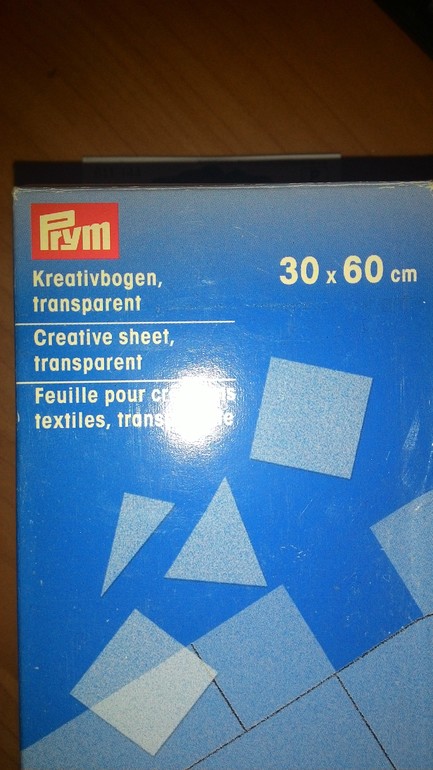 Prym
30 x 60 cm
Kreativbogen,
transparent
Creative sheet,
transparent
Feuille pour
textiles,